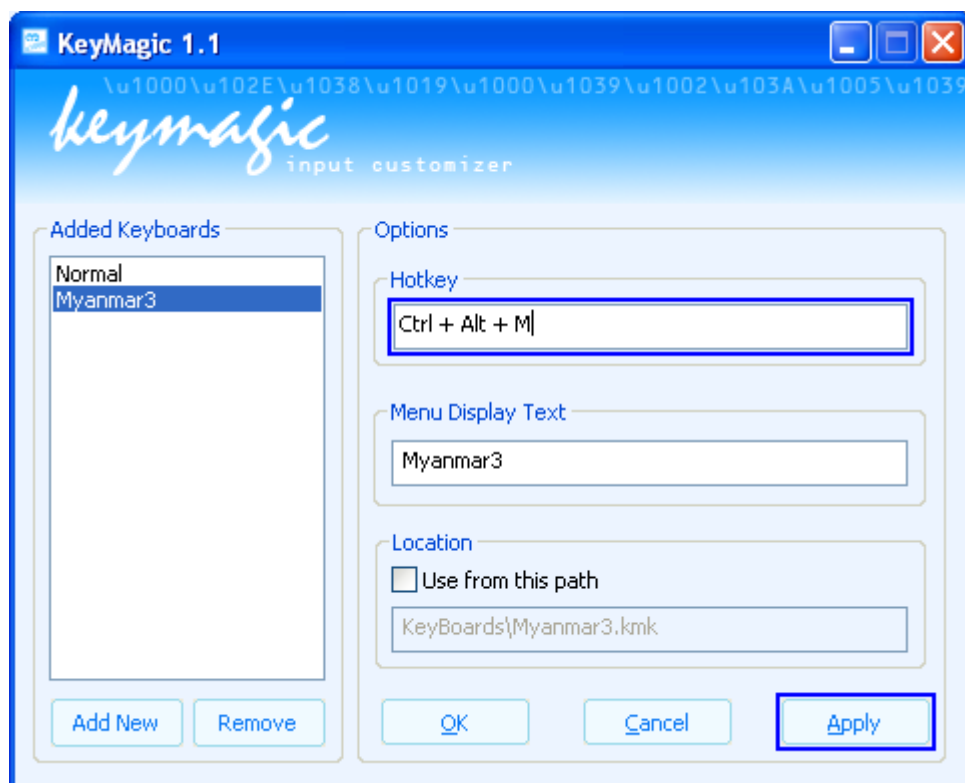 KeyMagic 1.1
\u1000\u102E\u1038\u1019\u1000\u1039\u1002\u103A\u1005\u1039
keymagic
input customizer
Added Keyboards
Normal
Myanmar3
Add New
Remove
Options
Hotkey
Ctrl + Alt + M
Menu Display Text
Myanmar3
Location
Use from this path
KeyBoards\Myanmar3.kmk
OK
Cancel
Apply